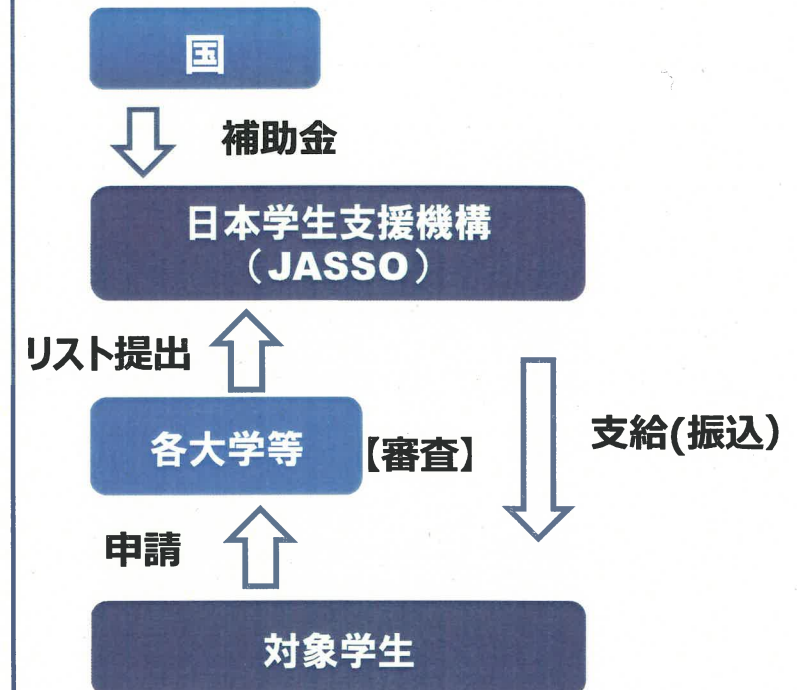 国
補助金
日本学生支援機構
（JASSO）
リスト提出
各大学等
【審査】
支給(振込）
申請
対象学生